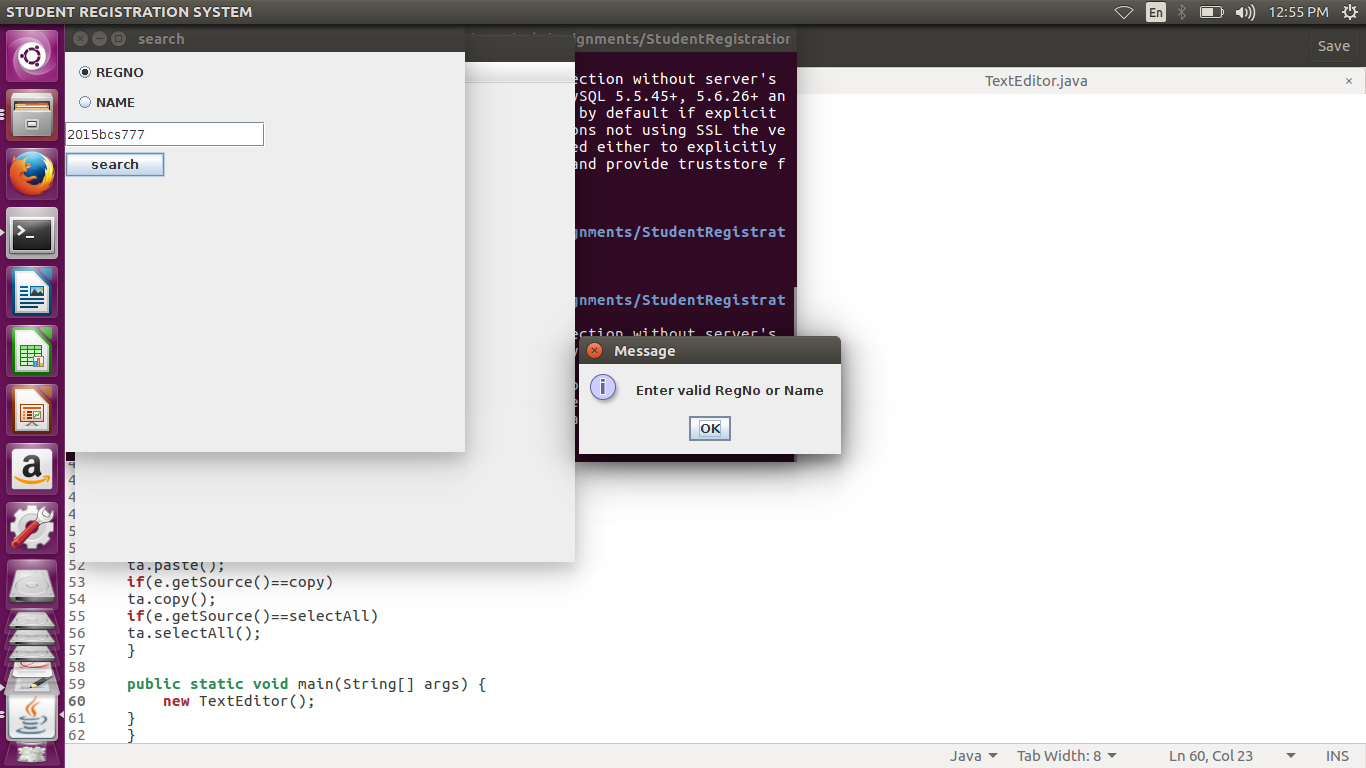 STUDENT REGISTRATION SYSTEM
En
12:55 PM
search
gnments/StudentRegistration
Save
TextEditor.java
×
REGNO
NAME
2015bcs777
search
ection without server's
ySQL 5.5.45+, 5.6.26+ an
by default if explicit
ons not using SSL the ve
ed either to explicitly
and provide truststore f
gnments/StudentRegistrat
gnments/StudentRegistrat
ection without server's
Message
Enter valid RegNo or Name
OK
52 ta.paste();
53 if(e.getSource()==copy)
54 ta.copy();
55 if(e.getSource()==selectAll)
56 ta.selectAll();
57 }
58
59 public static void main(String[] args) {
60 new TextEditor();
61 }
62 }
Java
Tab Width: 8
Ln 60, Col 23
INS